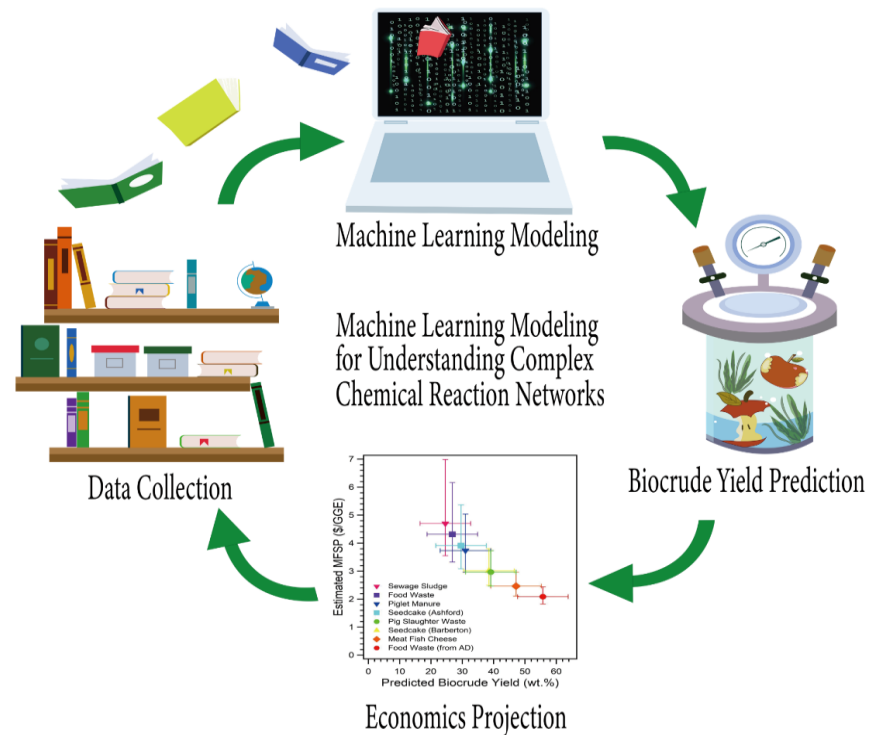 Machine Learning Modeling
Machine Learning Modeling
for Understanding Complex
Chemical Reaction Networks
Data Collection
Biocrude Yield Prediction
Estimated MFSP ($/GGE)
7
6
5
4
3
2
1
0
Sewage Sludge
Food Waste
Piglet Manure
Seedcake (Ashford)
Pig Slaughter Waste
Seedcake (Barberton)
Meat Fish Cheese
Food Waste (from AD)
0 10 20 30 40 50 60
Predicted Biocrude Yield (wt.%)
Economics Projection